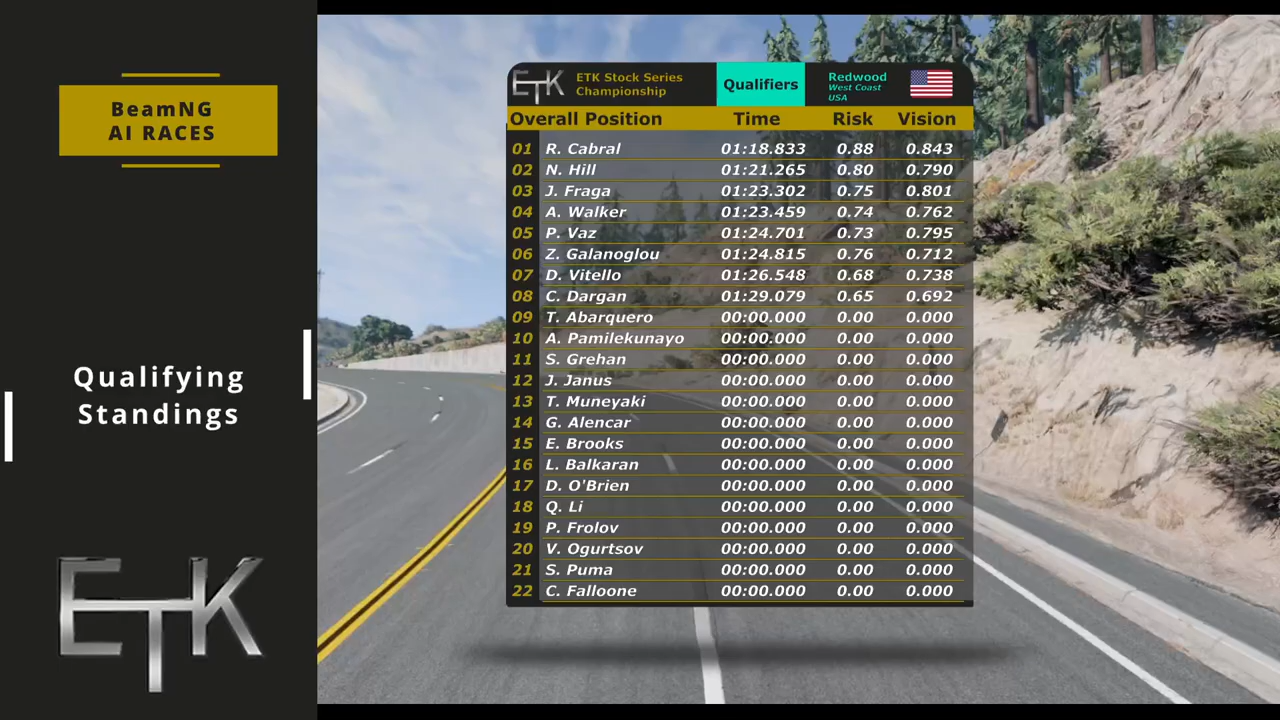 BeamNG
AI RACES
Qualifying
Standings
ETK
ETK
ETK Stock Series
Championship
Qualifiers
Redwood
West Coast
USA
Overall Position Time Risk Vision
01 R. Cabral 01:18.833 0.88 0.843
02 N. Hill 01:21.265 0.80 0.790
03 J. Fraga 01:23.302 0.75 0.801
04 A. Walker 01:23.459 0.74 0.762
05 P. Vaz 01:24.701 0.73 0.795
06 Z. Galanoglou 01:24.815 0.76 0.712
07 D. Vitello 01:26.548 0.68 0.738
08 C. Dargan 01:29.079 0.65 0.692
09 T. Abarquero 00:00.000 0.00 0.000
10 A. Pamilekunayo 00:00.000 0.00 0.000
11 S. Grehan 00:00.000 0.00 0.000
12 J. Janus 00:00.000 0.00 0.000
13 T. Muneyaki 00:00.000 0.00 0.000
14 G. Alencar 00:00.000 0.00 0.000
15 E. Brooks 00:00.000 0.00 0.000
16 L. Balkaran 00:00.000 0.00 0.000
17 D. O'Brien 00:00.000 0.00 0.000
18 Q. Li 00:00.000 0.00 0.000
19 P. Frolov 00:00.000 0.00 0.000
20 V. Ogurtsov 00:00.000 0.00 0.000
21 S. Puma 00:00.000 0.00 0.000
22 C. Falloone 00:00.000 0.00 0.000